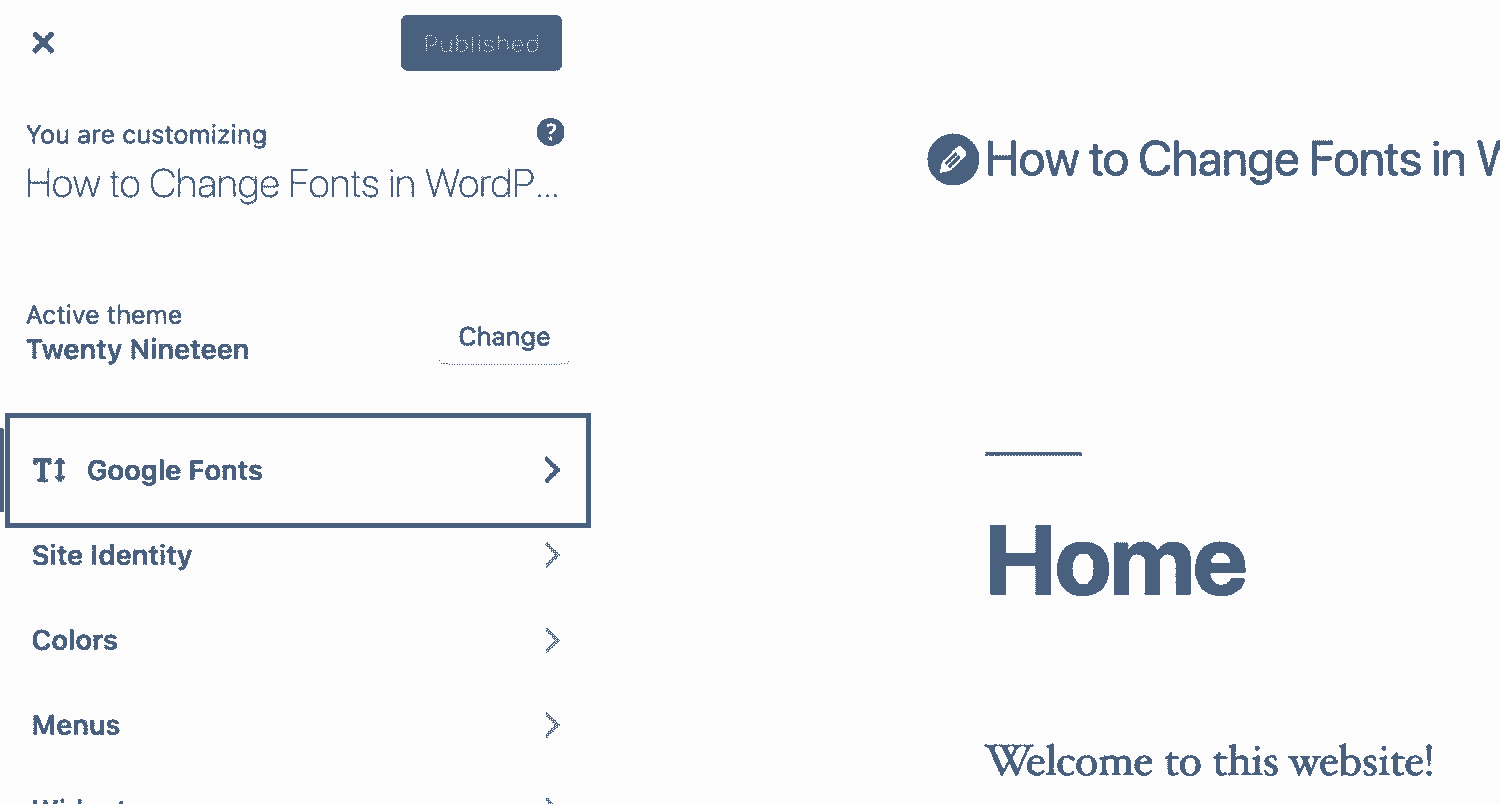 Published
You are customizing
How to Change Fonts in WordP...
How to Change Fonts in
Active theme
Twenty Nineteen
Change
Google Fonts
Site Identity
Home
Colors
Menus
Welcome to this website!